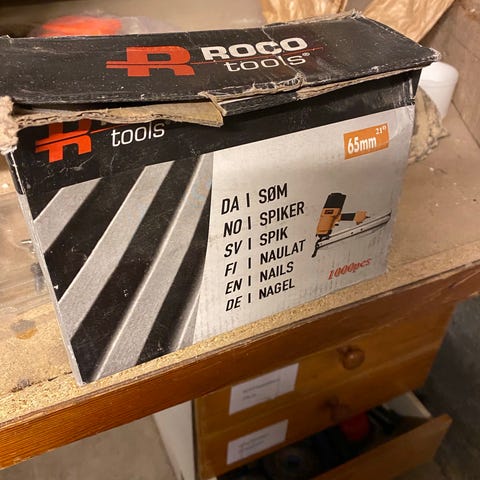 R ROCO
tools®
R
tools
21°
65mm
DA | SØM
NO | SPIKER
SV | SPIK
FI | NAULAT
EN | NAILS
DE | NAGEL
1000pcs